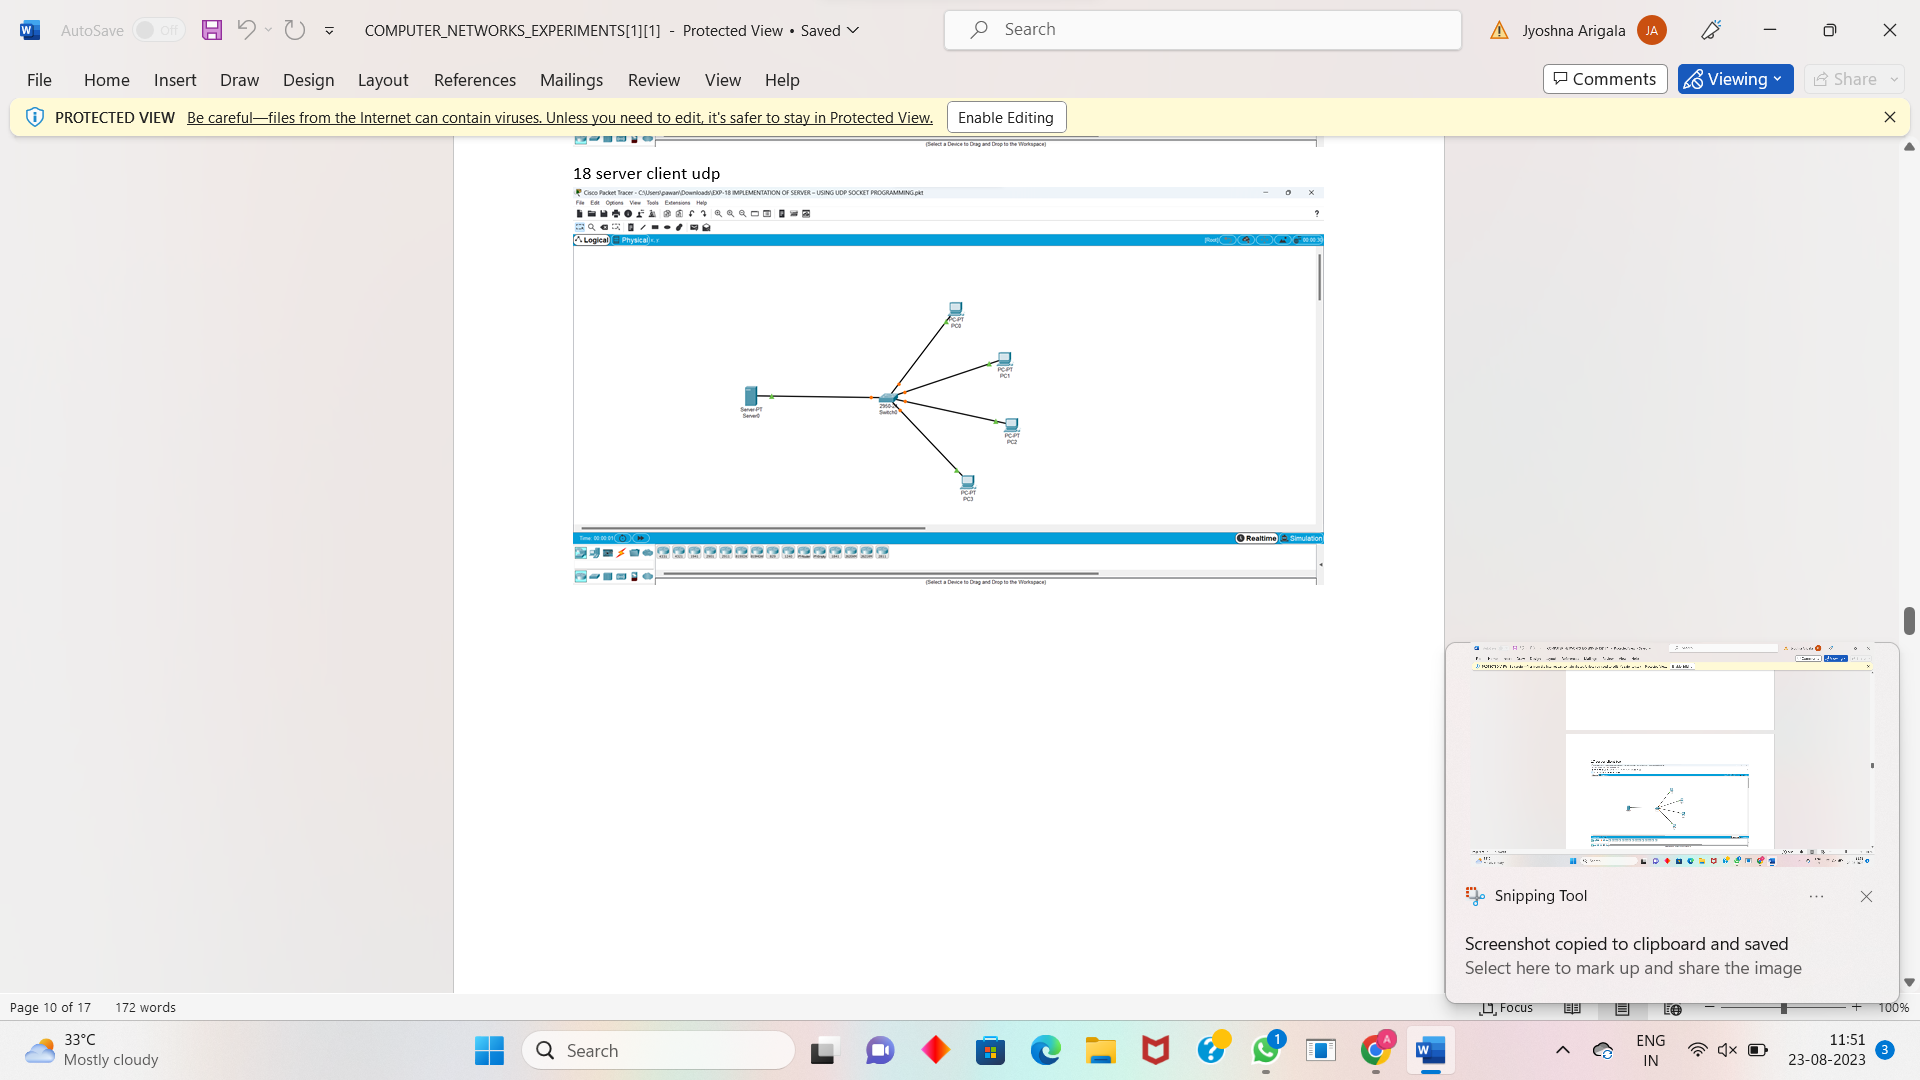 AutoSave Off
COMPUTER_NETWORKS_EXPERIMENTS[1][1] - Protected View • Saved
Search
Jyoshna Arigala JA
File Home Insert Draw Design Layout References Mailings Review View Help
Comments Viewing Share
PROTECTED VIEW Be careful—files from the Internet can contain viruses. Unless you need to edit, it's safer to stay in Protected View. Enable Editing
(Select a Device to Drag and Drop to the Workspace)
18 server client udp
Cisco Packet Tracer - C:\Users\pawan\Downloads\EXP-18 IMPLEMENTATION OF SERVER – USING UDP SOCKET PROGRAMMING.pkt
File Edit Options View Tools Extensions Help
Logical Physical [Root]
PC-PT
PC0
PC-PT
PC1
Server-PT
Server0
Switch0
PC-PT
PC2
PC-PT
PC3
Time: 00:00:01 Realtime Simulation
(Select a Device to Drag and Drop to the Workspace)
Snipping Tool
Screenshot copied to clipboard and saved
Select here to mark up and share the image
Page 10 of 17 172 words Focus 100%
33°C
Mostly cloudy
Search
1
A
ENG
IN
11:51
23-08-2023
3